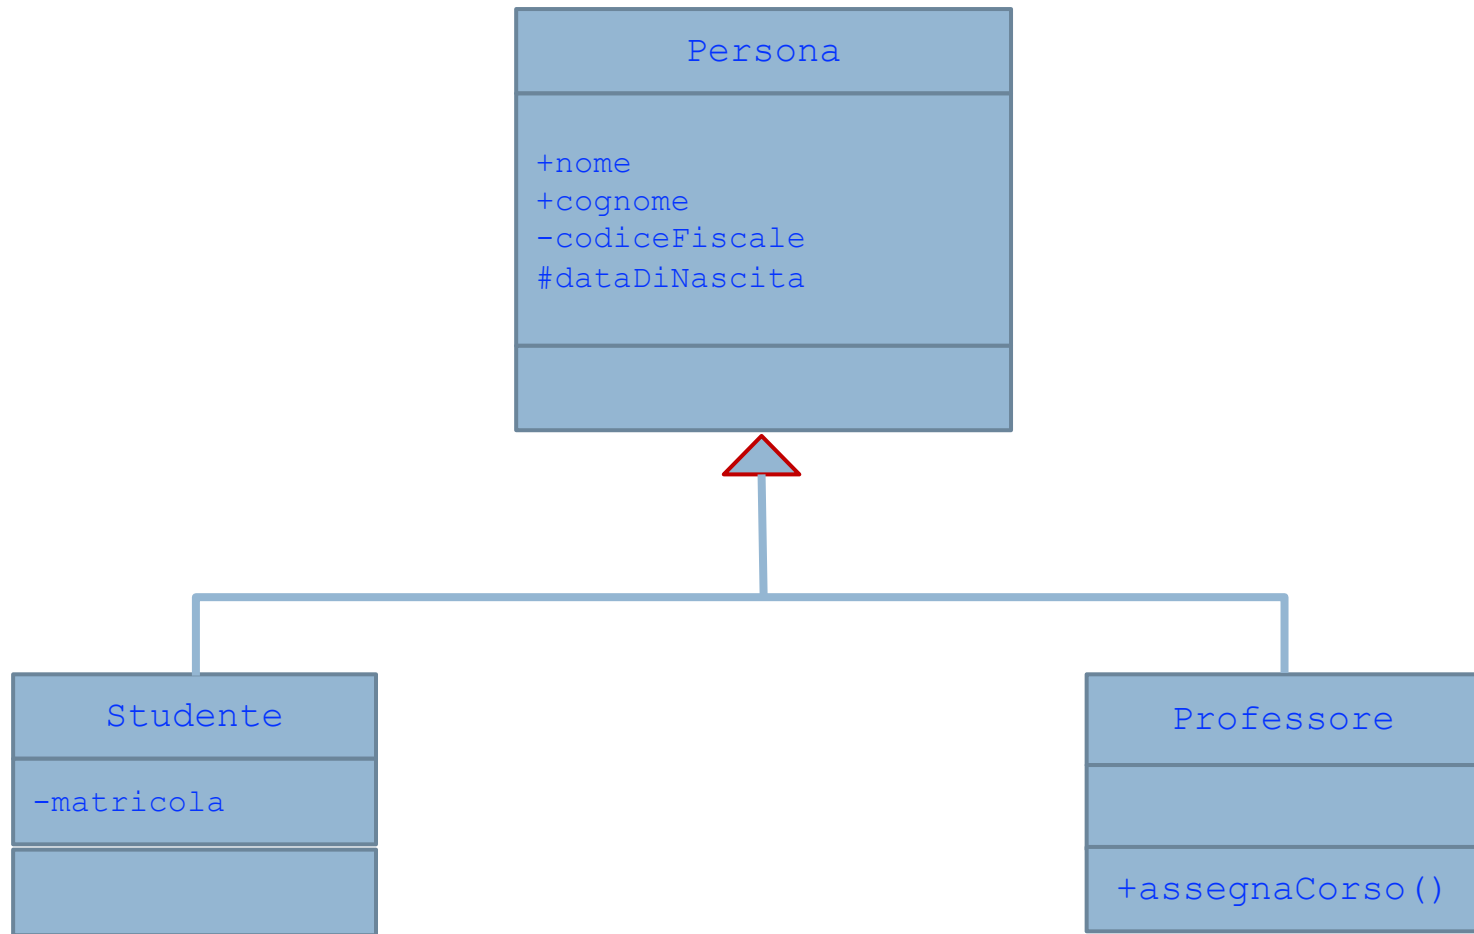 Persona
+nome
+cognome
-codiceFiscale
#dataDiNascita
Studente
-matricola
Professore
+assegnaCorso()